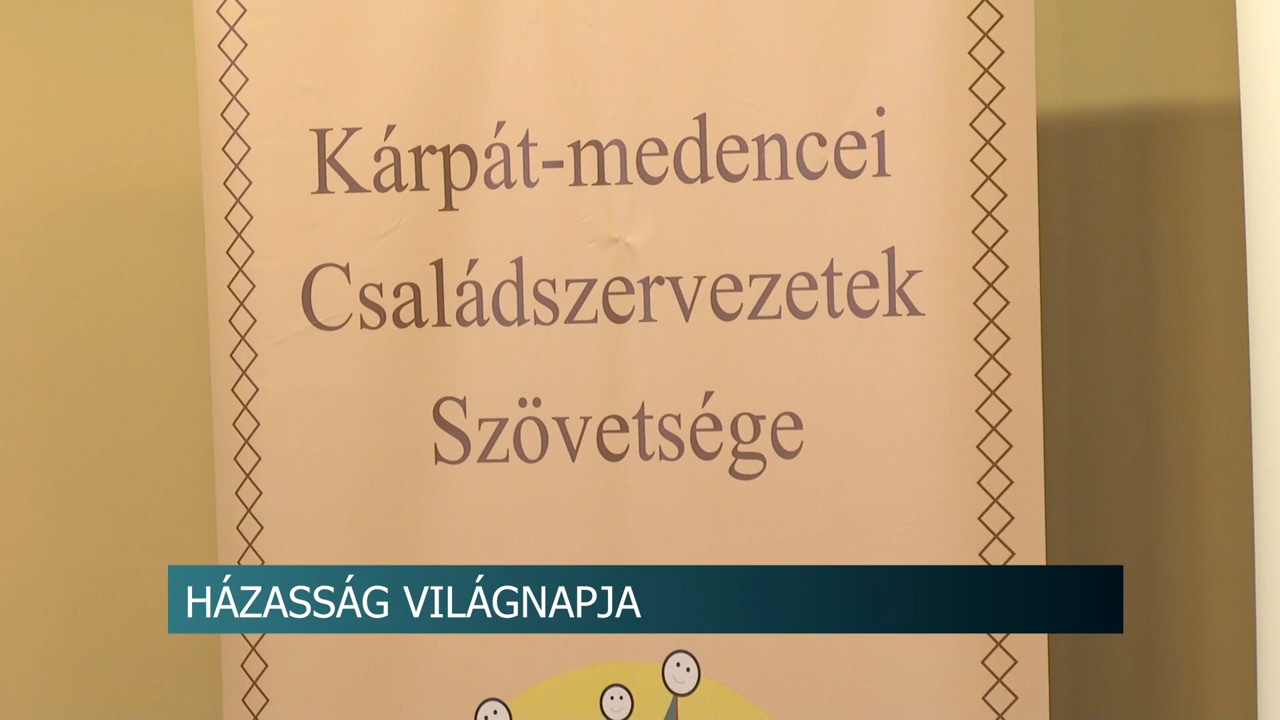 Kárpát-medencei
Családszervezetek
Szövetsége
HÁZASSÁG VILÁGNAPJA